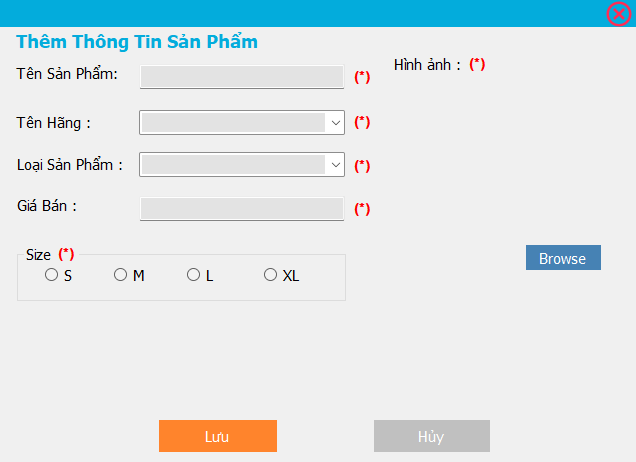 Thêm Thông Tin Sản Phẩm
Tên Sản Phẩm: (*)
Hình ảnh : (*)
Tên Hãng : (*)
Loại Sản Phẩm : (*)
Giá Bán : (*)
Size (*)
S M L XL
Browse
Lưu Hủy